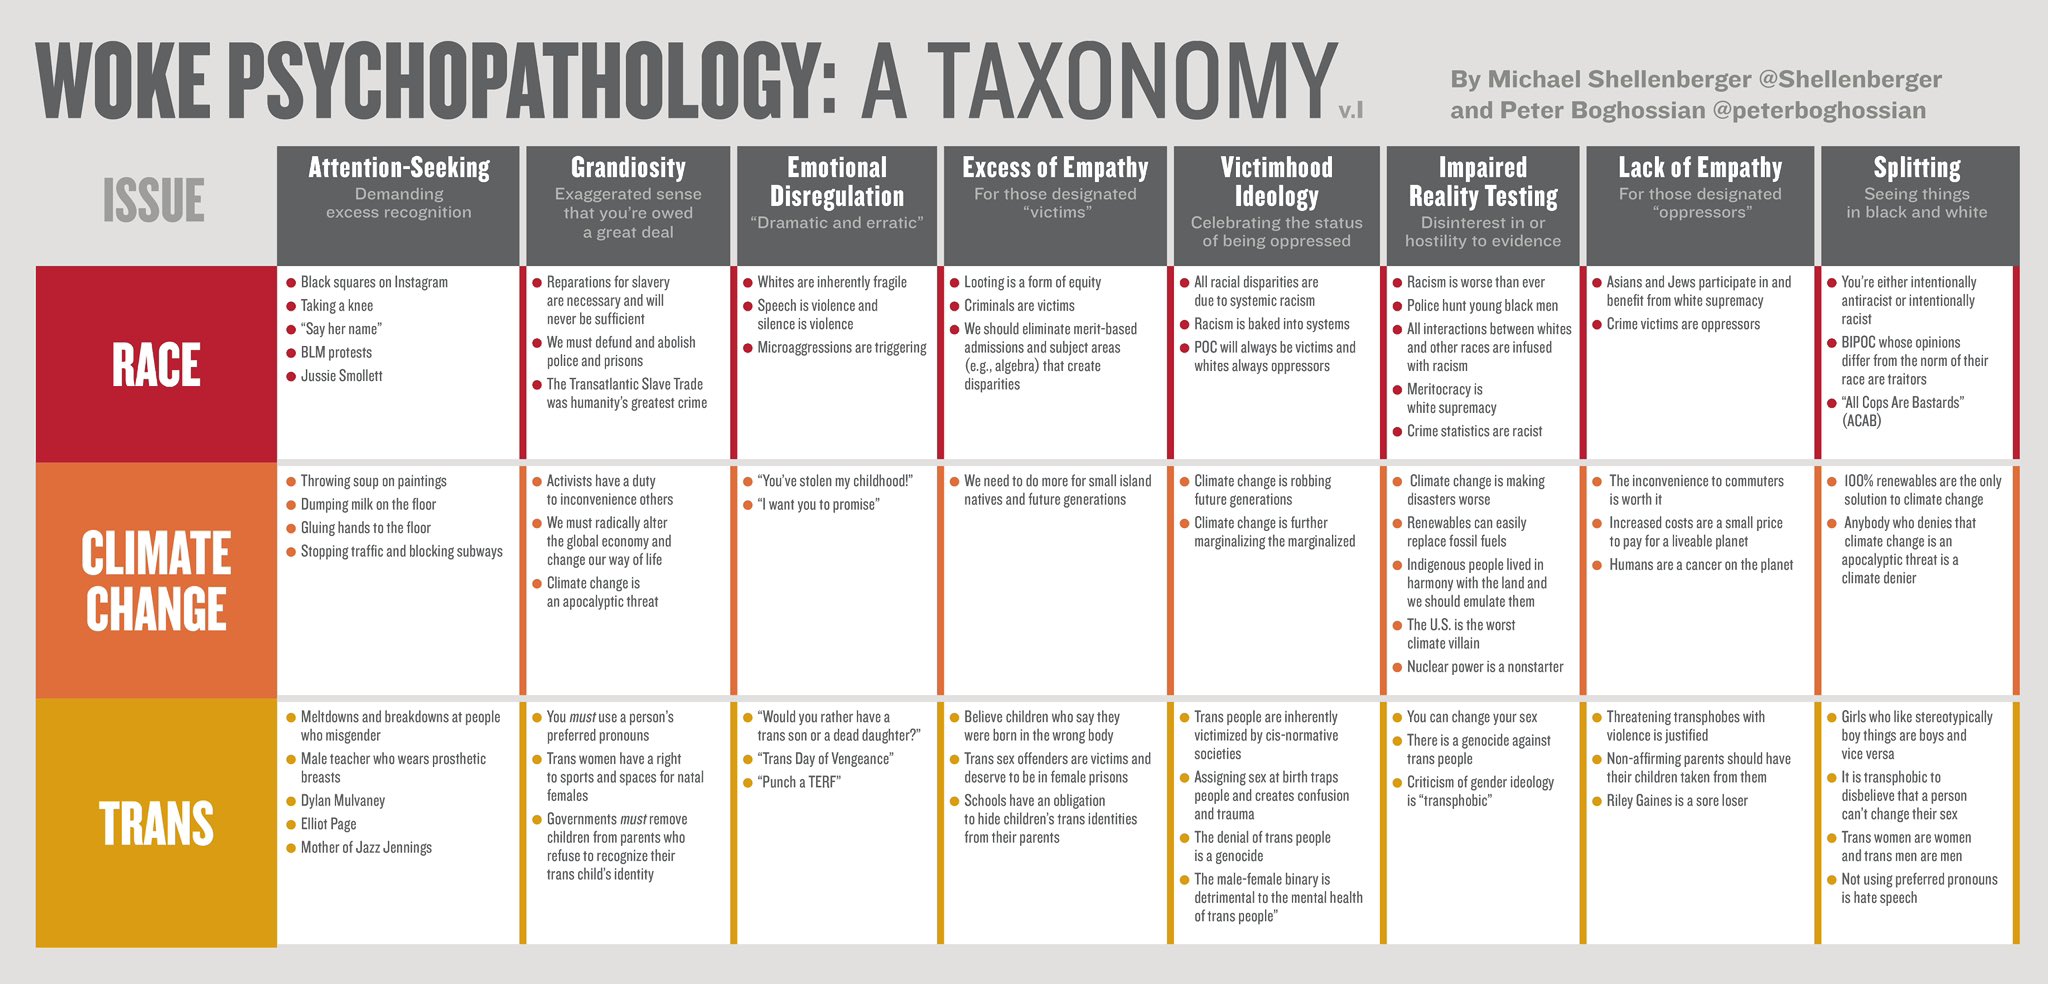 WOKE PSYCHOPATHOLOGY: A TAXONOMY v.I
By Michael Shellenberger @Shellenberger
and Peter Boghossian @peterboghossian
ISSUE
Attention-Seeking
Demanding
excess recognition
Grandiosity
Exaggerated sense
that you're owed
a great deal
Emotional
Disregulation
“Dramatic and erratic”
Excess of Empathy
For those designated
“victims”
Victimhood
Ideology
Celebrating the status
of being oppressed
Impaired
Reality Testing
Disinterest in or
hostility to evidence
Lack of Empathy
For those designated
“oppressors”
Splitting
Seeing things
in black and white
RACE
Black squares on Instagram
Taking a knee
“Say her name”
BLM protests
Jussie Smollett
Reparations for slavery
are necessary and will
never be sufficient
We must defund and abolish
police and prisons
The Transatlantic Slave Trade
was humanity's greatest crime
Whites are inherently fragile
Speech is violence and
silence is violence
Microaggressions are triggering
Looting is a form of equity
Criminals are victims
We should eliminate merit-based
admissions and subject areas
(e.g., algebra) that create
disparities
All racial disparities are
due to systemic racism
Racism is baked into systems
POC will always be victims and
whites always oppressors
Racism is worse than ever
Police hunt young black men
All interactions between whites
and other races are infused
with racism
Meritocracy is
white supremacy
Crime statistics are racist
Asians and Jews participate in and
benefit from white supremacy
Crime victims are oppressors
You're either intentionally
antiracist or intentionally
racist
BIPOC whose opinions
differ from the norm of their
race are traitors
“All Cops Are Bastards”
(ACAB)
CLIMATE
CHANGE
Throwing soup on paintings
Dumping milk on the floor
Gluing hands to the floor
Stopping traffic and blocking subways
Activists have a duty
to inconvenience others
We must radically alter
the global economy and
change our way of life
Climate change is
an apocalyptic threat
“You've stolen my childhood!”
“I want you to promise”
We need to do more for small island
natives and future generations
Climate change is robbing
future generations
Climate change is further
marginalizing the marginalized
Climate change is making
disasters worse
Renewables can easily
replace fossil fuels
Indigenous people lived in
harmony with the land and
we should emulate them
The U.S. is the worst
climate villain
Nuclear power is a nonstarter
The inconvenience to commuters
is worth it
Increased costs are a small price
to pay for a liveable planet
Humans are a cancer on the planet
100% renewables are the only
solution to climate change
Anybody who denies that
climate change is an
apocalyptic threat is a
climate denier
TRANS
Meltdowns and breakdowns at people
who misgender
Male teacher who wears prosthetic
breasts
Dylan Mulvaney
Elliot Page
Mother of Jazz Jennings
You must use a person's
preferred pronouns
Trans women have a right
to sports and spaces for natal
females
Governments must remove
children from parents who
refuse to recognize their
trans child's identity
“Would you rather have a
trans son or a dead daughter?”
“Trans Day of Vengeance”
“Punch a TERF”
Believe children who say they
were born in the wrong body
Trans sex offenders are victims and
deserve to be in female prisons
Schools have an obligation
to hide children's trans identities
from their parents
Trans people are inherently
victimized by cis-normative
societies
Assigning sex at birth traps
people and creates confusion
and trauma
The denial of trans people
is a genocide
The male-female binary is
detrimental to the mental health
of trans people”
You can change your sex
There is a genocide against
trans people
Criticism of gender ideology
is “transphobic”
Threatening transphobes with
violence is justified
Non-affirming parents should have
their children taken from them
Riley Gaines is a sore loser
Girls who like stereotypically
boy things are boys and
vice versa
It is transphobic to
disbelieve that a person
can't change their sex
Trans women are women
and trans men are men
Not using preferred pronouns
is hate speech